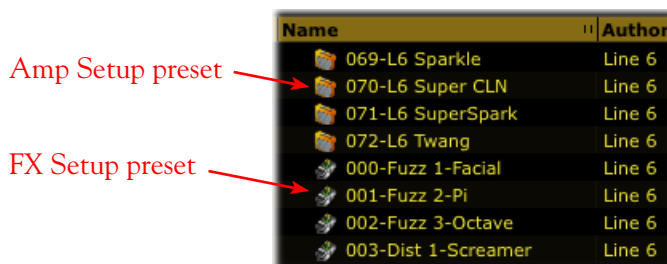 Name Author
069-L6 Sparkle Line 6
Amp Setup preset
070-L6 Super CLN Line 6
071-L6 SuperSpark Line 6
072-L6 Twang Line 6
FX Setup preset
000-Fuzz 1-Facial Line 6
001-Fuzz 2-Pi Line 6
002-Fuzz 3-Octave Line 6
003-Dist 1-Screamer Line 6